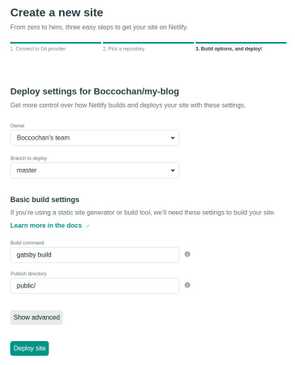 Create a new site
From zero to hero, three easy steps to get your site on Netlify.
1. Connect to Git provider
2. Pick a repository
3. Build options, and deploy!
Deploy settings for Boccochan/my-blog
Get more control over how Netlify builds and deploys your site with these settings.
Owner
Boccochan's team
Branch to deploy
master
Basic build settings
If you're using a static site generator or build tool, we'll need these settings to build your site.
Learn more in the docs
Build command
gatsby build
Publish directory
public/
Show advanced
Deploy site